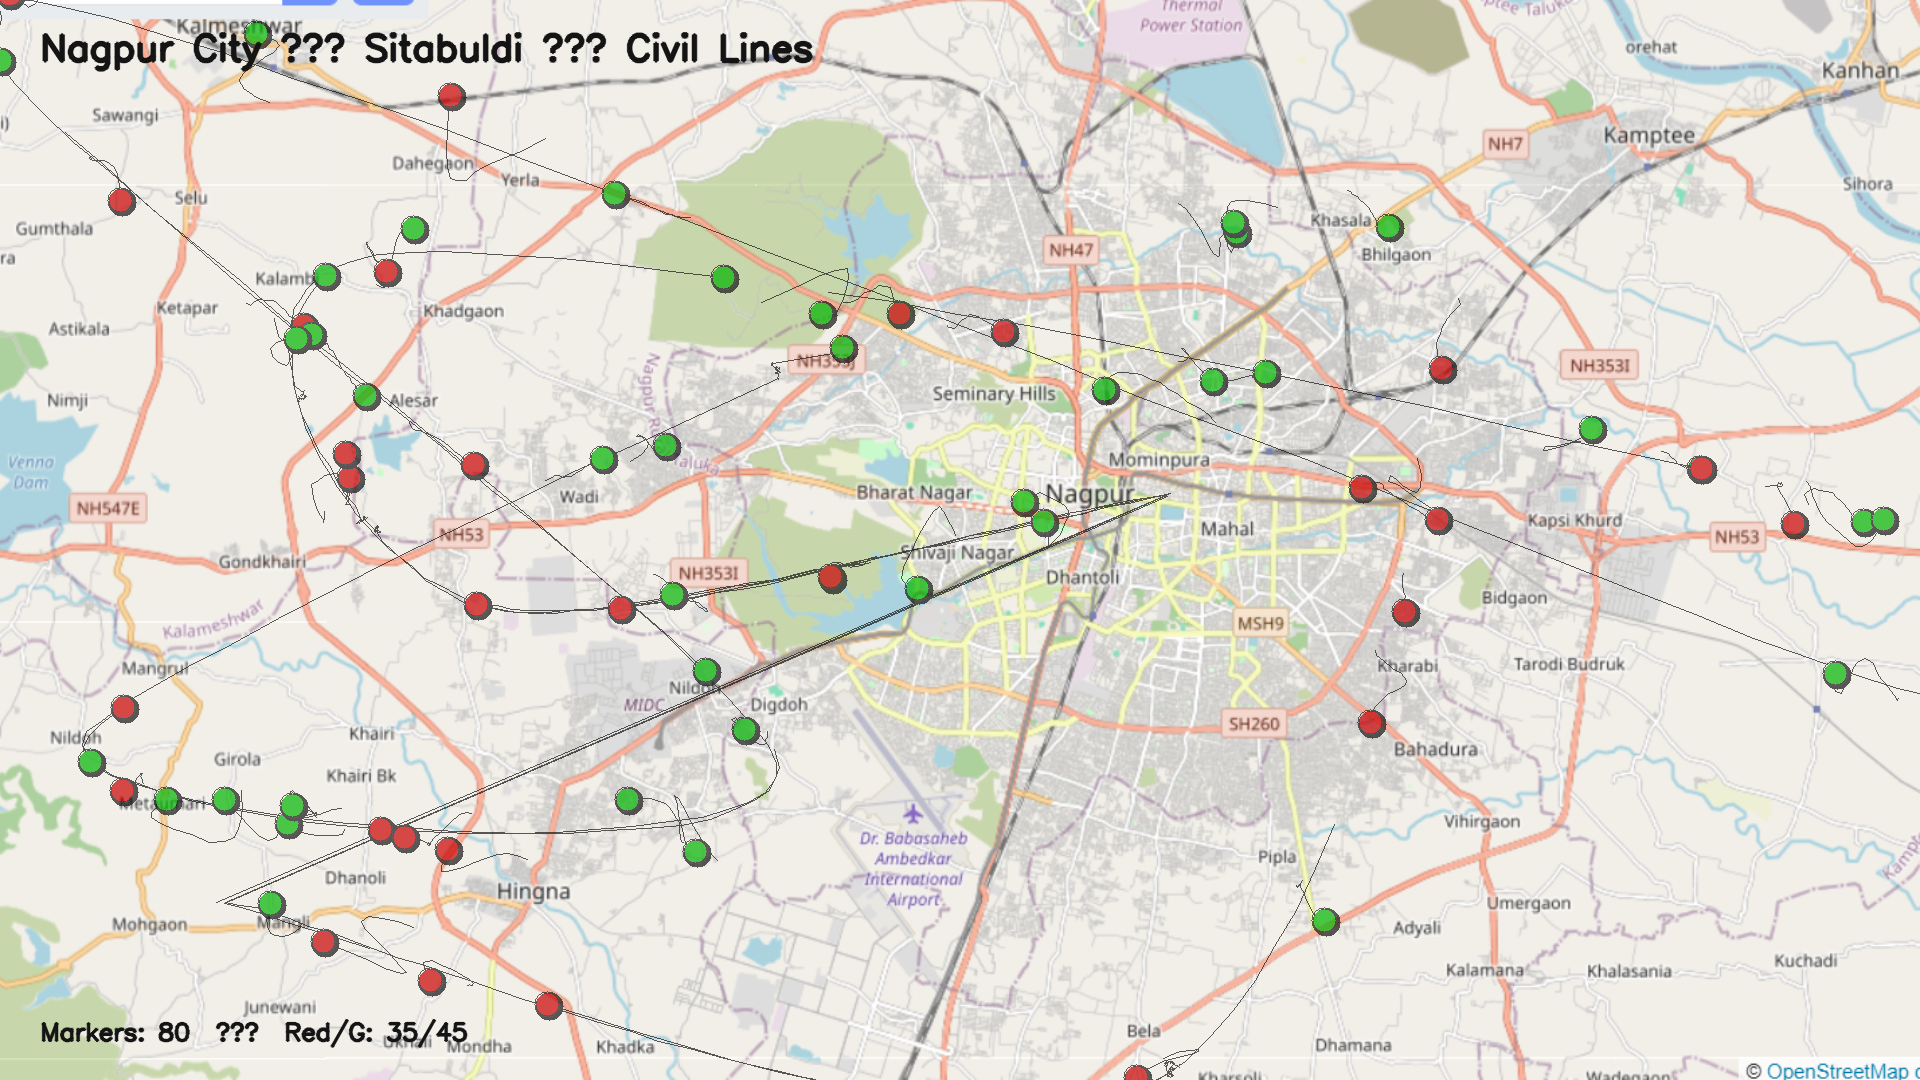 Kalmeshwar
Nagpur City ??? Sitabuldi ??? Civil Lines
Thermal
Power Station
orehat
Kanhan
Sawangi
NH7
Kamptee
Dahegaon
Yerla
Selu
Sihora
Gumthala
Khasala
NH47
Bhilgaon
Kalamb
Ketapar
Khadgaon
Astikala
NH353J
NH353I
Seminary Hills
Nimji
Alesar
Venna
Dam
Mominpura
Taluka
Wadi
Bharat Nagar
Nagpur
NH547E
Mahal
Kapsi Khurd
NH53
NH53
Gondkhairi
Shivaji Nagar
NH353I
Dhantoli
Bidgaon
Kalameshwar
MSH9
Mangrul
Kharabi
Tarodi Budruk
Nildoh
MIDC
Digdoh
SH260
Nildoh
Khairi
Bahadura
Girola
Khairi Bk
Metaumari
Vihirgaon
Dr. Babasaheb
Ambedkar
International
Airport
Pipla
Dhanoli
Hingna
Umergaon
Mohgaon
Mangli
Adyali
Kalamana
Khalasania
Kuchadi
Junewani
Markers: 80 ??? Red/G: 35/45
Mondha
Khadka
Bela
Dhamana
Kharsoli
Wadegaon
© OpenStreetMap